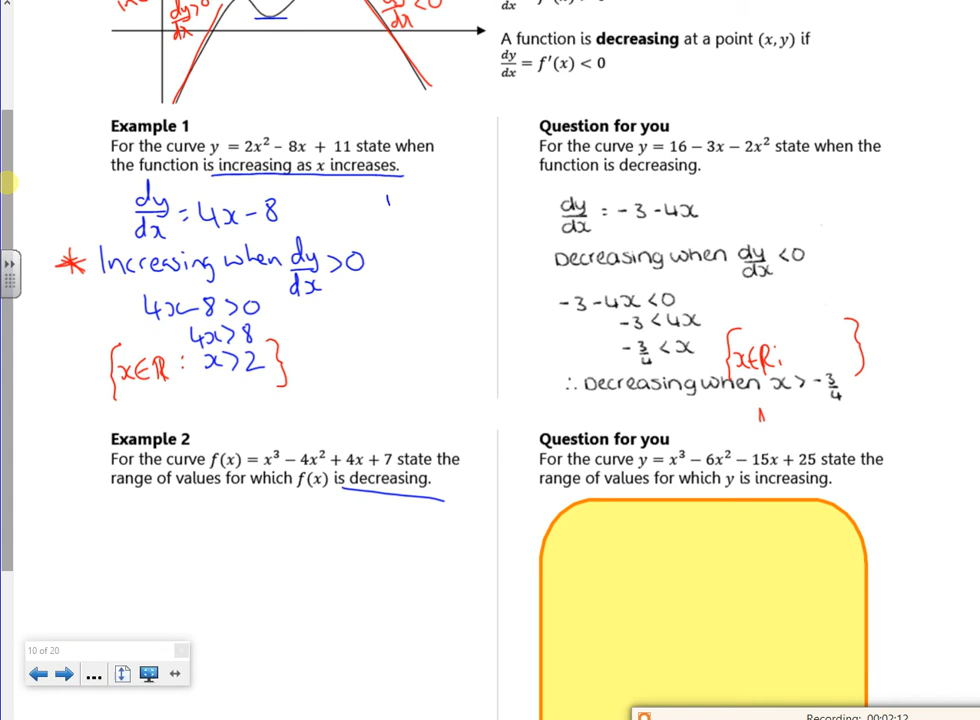 dy/dx > 0
dy/dx < 0
dx
A function is decreasing at a point (x, y) if
dy/dx = f′(x) < 0
Example 1
For the curve y = 2x² – 8x + 11 state when
the function is increasing as x increases.
dy/dx = 4x – 8
* Increasing when dy/dx > 0
4x – 8 > 0
4x > 8
{x ∈ ℝ : x > 2}
Question for you
For the curve y = 16 – 3x – 2x² state when the
function is decreasing.
dy/dx = – 3 – 4x
Decreasing when dy/dx < 0
– 3 – 4x < 0
– 3 < 4x
– 3/4 < x
{x ∈ ℝ : }
∴ Decreasing when x > – 3/4
Example 2
For the curve f(x) = x³ – 4x² + 4x + 7 state the
range of values for which f(x) is decreasing.
Question for you
For the curve y = x³ – 6x² – 15x + 25 state the
range of values for which y is increasing.
10 of 20
Recording: 00:02:12